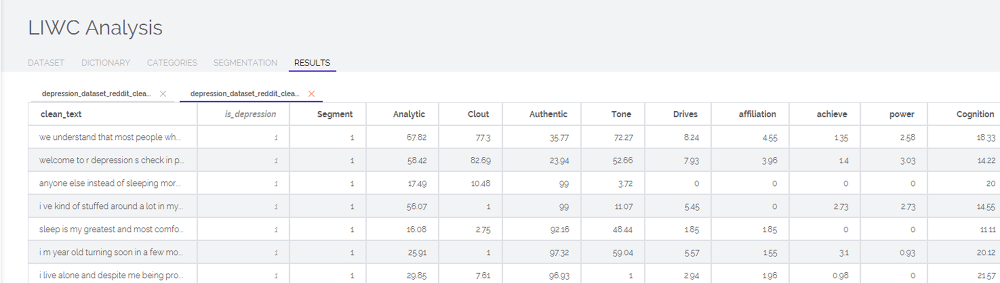 LIWC Analysis
DATASET DICTIONARY CATEGORIES SEGMENTATION RESULTS
depression_dataset_reddit_clea... depression_dataset_reddit_clea...
clean_text is_depression Segment Analytic Clout Authentic Tone Drives affiliation achieve power Cognition
we understand that most people wh... 1 1 67.82 77.3 35.77 72.27 8.24 4.55 1.35 2.58 18.33
welcome to r depression s check in p... 1 1 58.42 82.69 23.94 52.66 7.93 3.96 1.4 3.03 14.22
anyone else instead of sleeping mor... 1 1 17.49 10.48 99 3.72 0 0 0 0 20
i ve kind of stuffed around a lot in my... 1 1 56.07 1 99 11.07 5.45 0 2.73 2.73 14.55
sleep is my greatest and most comfo... 1 1 16.08 2.75 92.16 48.44 1.85 1.85 0 0 11.11
i m year old turning soon in a few mo... 1 1 25.91 1 97.32 59.04 5.57 1.55 3.1 0.93 20.12
i live alone and despite me being pro... 1 1 29.85 7.61 96.93 1 2.94 1.96 0.98 0 21.57